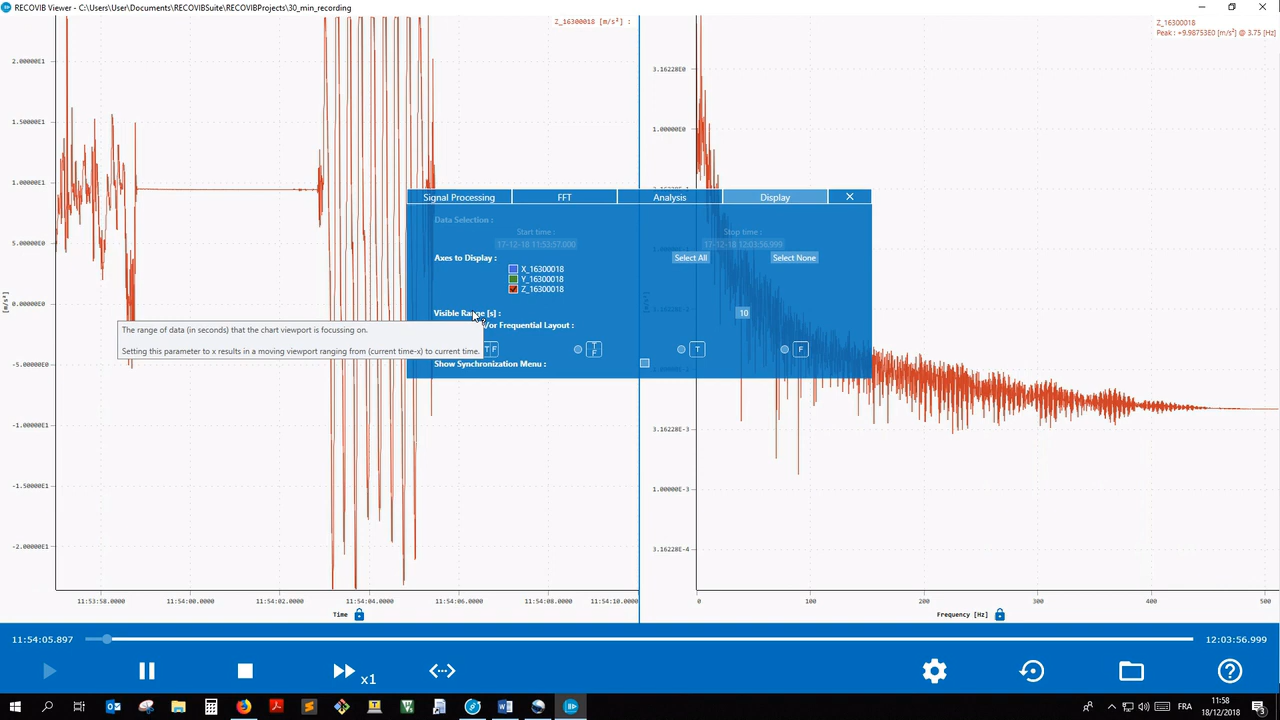 RECOVIB Viewer - C:\Users\User\Documents\RECOVIBSuite\RECOVIBProjects\30_min_recording
Z_16300018 [m/s²] :
Z_16300018
Peak : +9.98753E0 [m/s²] @ 3.75 [Hz]
2.00000E1
1.50000E1
1.00000E1
5.00000E0
0.00000E0
-5.00000E0
-1.00000E1
-1.50000E1
-2.00000E1
[m/s²]
3.16228E0
1.00000E0
3.16228E-3
1.00000E-3
3.16228E-4
Signal Processing
FFT
Analysis
Display
Data Selection :
Start time :
Stop time :
17-12-18 11:53:57.000
17-12-18 12:03:56.999
Axes to Display :
Select All
Select None
X_16300018
Y_16300018
Z_16300018
Visible Range [s] :
10
/or Frequential Layout :
T F
T
F
T
F
Show Synchronization Menu :
The range of data (in seconds) that the chart viewport is focussing on.
Setting this parameter to x results in a moving viewport ranging from (current time-x) to current time.
11:53:58.0000
11:54:00.0000
11:54:02.0000
11:54:04.0000
11:54:06.0000
11:54:08.0000
11:54:10.0000
Time
0
100
200
300
400
500
Frequency [Hz]
11:54:05.897
12:03:56.999
x1
FRA
11:58
18/12/2018